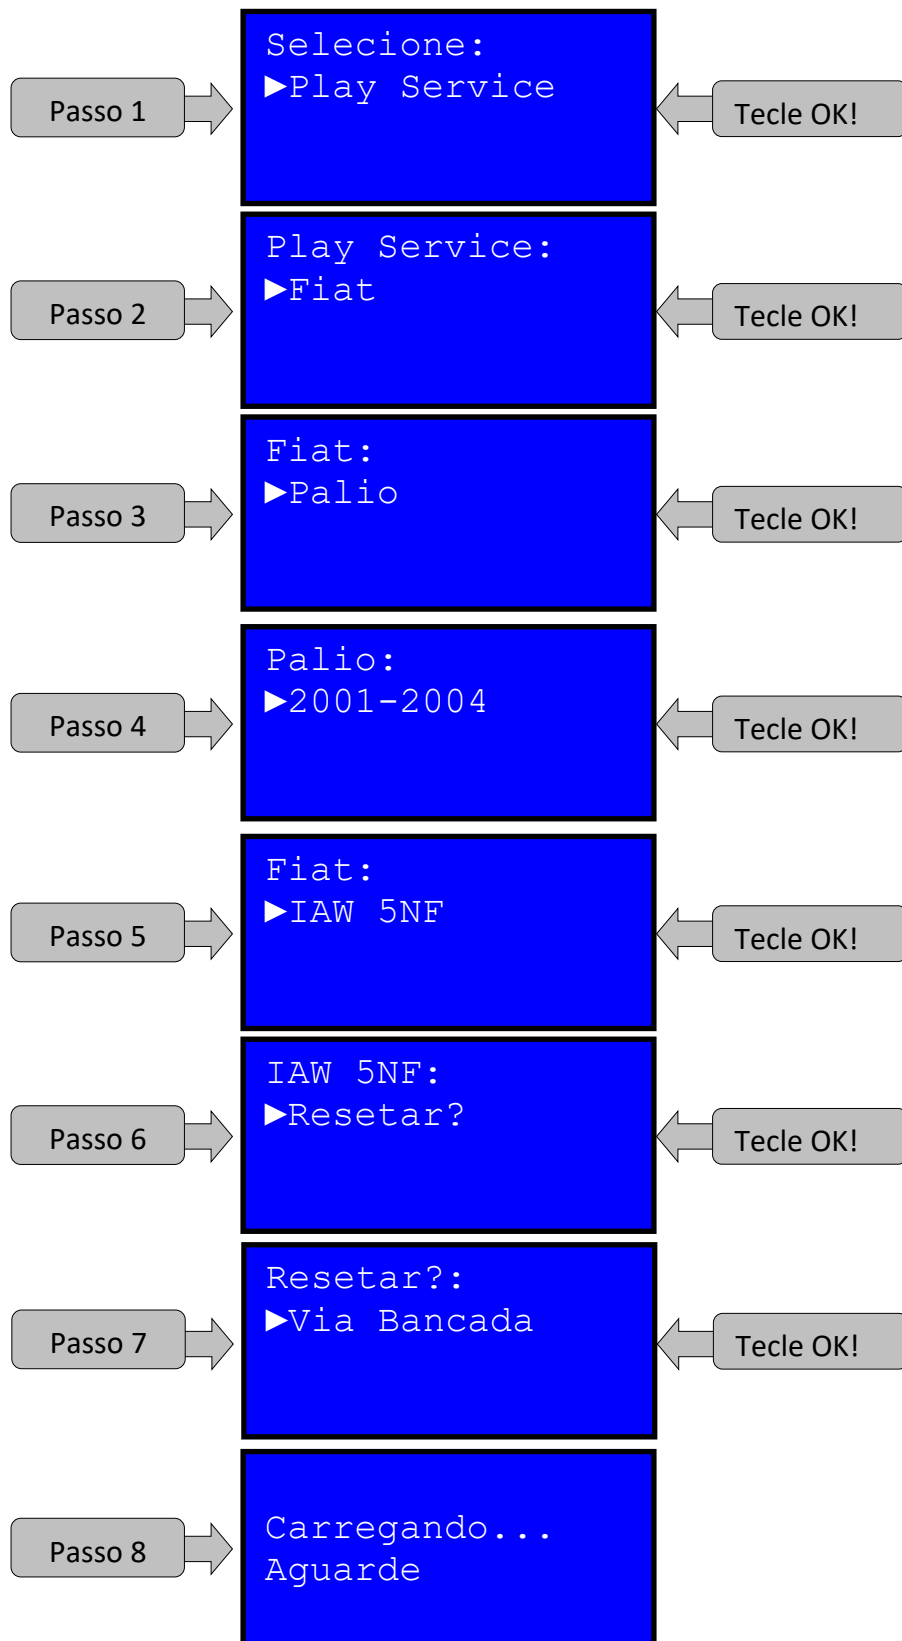 Passo 1
Selecione:
►Play Service
Tecle OK!
Passo 2
Play Service:
►Fiat
Tecle OK!
Passo 3
Fiat:
►Palio
Tecle OK!
Passo 4
Palio:
►2001-2004
Tecle OK!
Passo 5
Fiat:
►IAW 5NF
Tecle OK!
Passo 6
IAW 5NF:
►Resetar?
Tecle OK!
Passo 7
Resetar?:
►Via Bancada
Tecle OK!
Passo 8
Carregando...
Aguarde